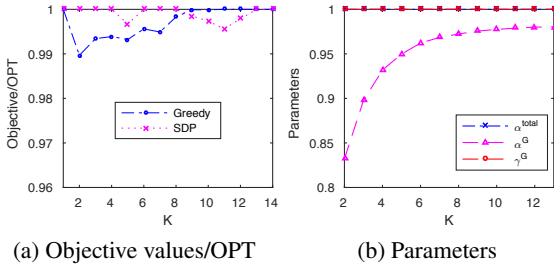 1
0.99
0.98
0.97
0.96
Objective/OPT
Greedy
SDP
2 4 6 8 10 12 14
K
(a) Objective values/OPT
1
0.95
0.9
0.85
0.8
Parameters
α^total
α^G
γ^G
2 4 6 8 10 12
K
(b) Parameters